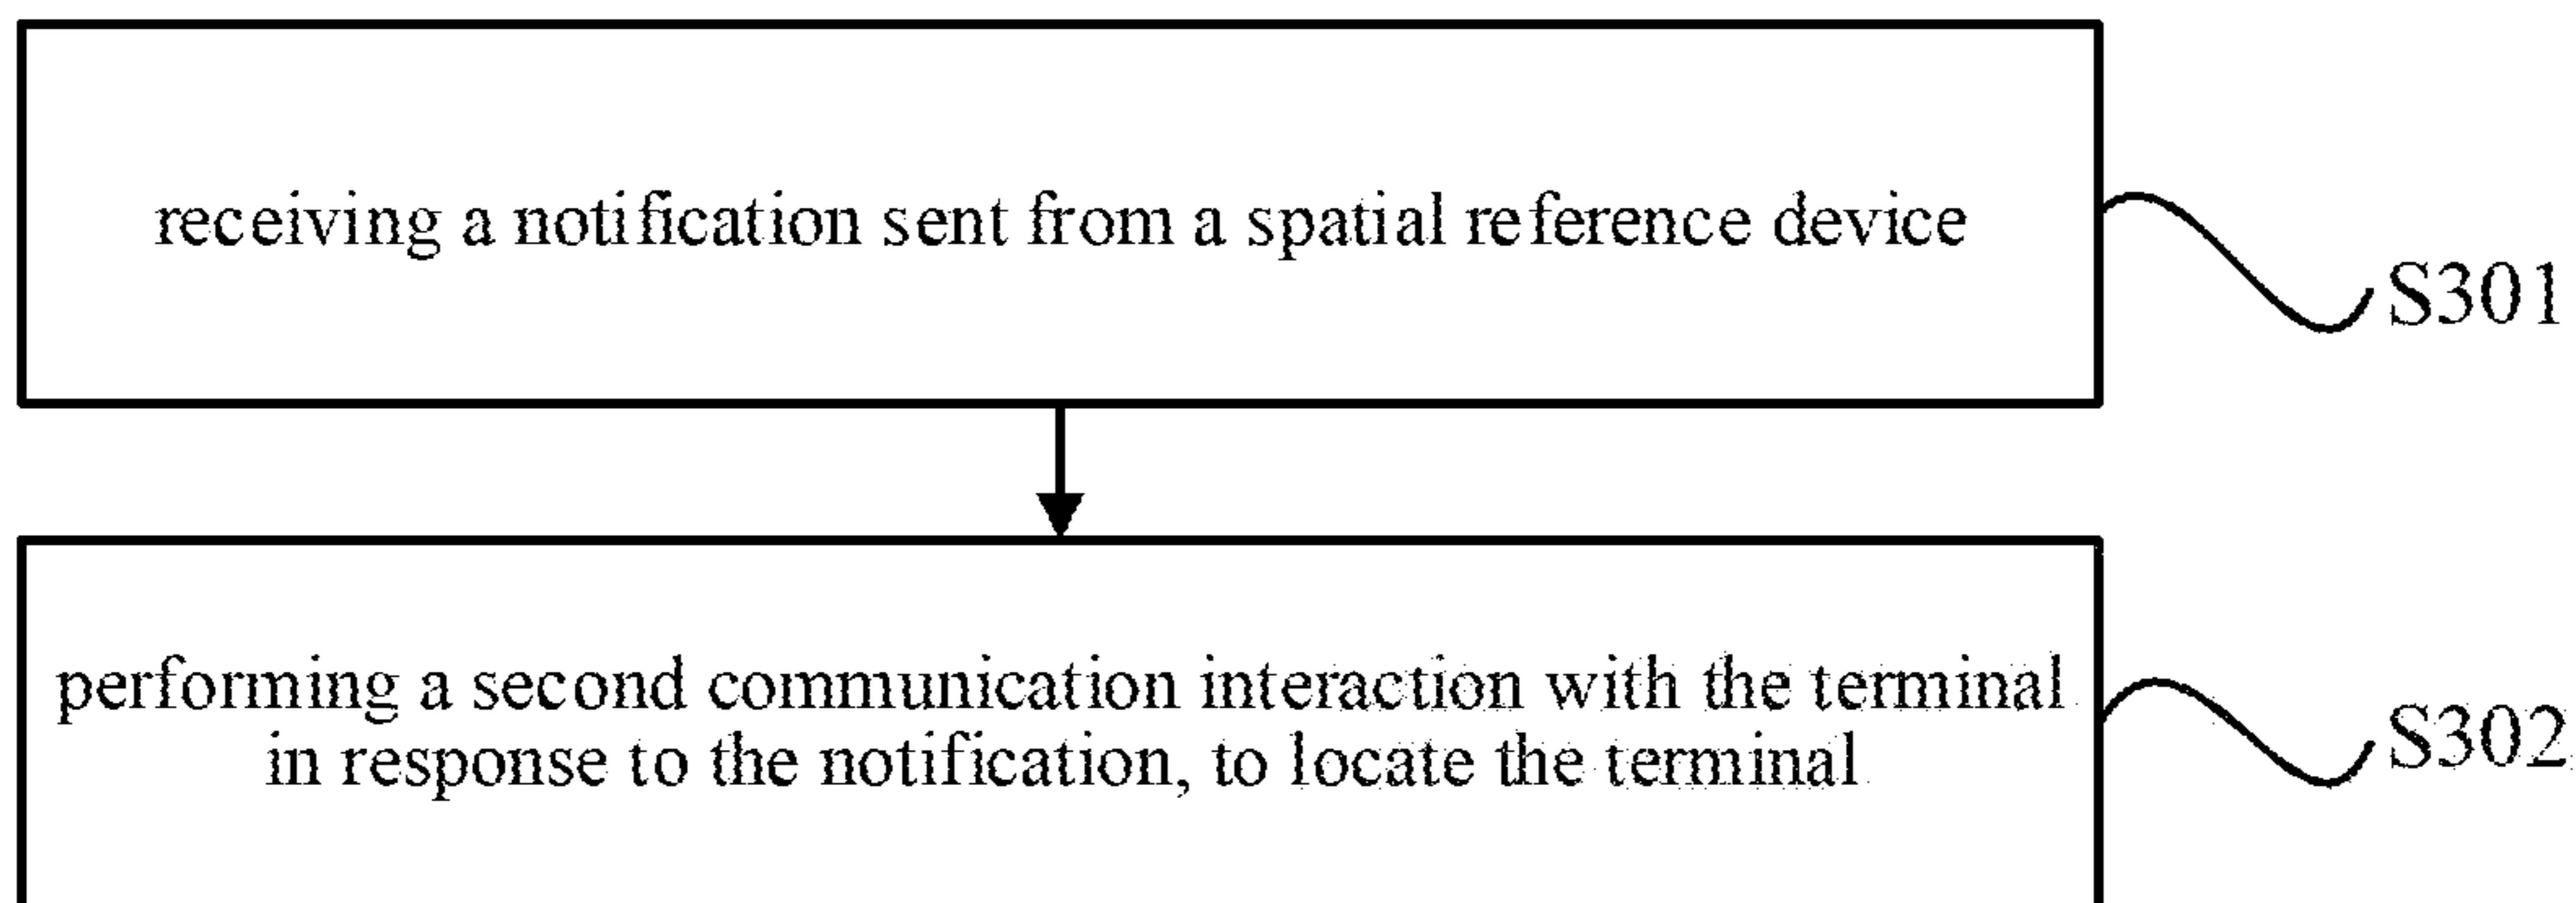 receiving a notification sent from a spatial reference device
S301
performing a second communication interaction with the terminal
in response to the notification, to locate the terminal
S302